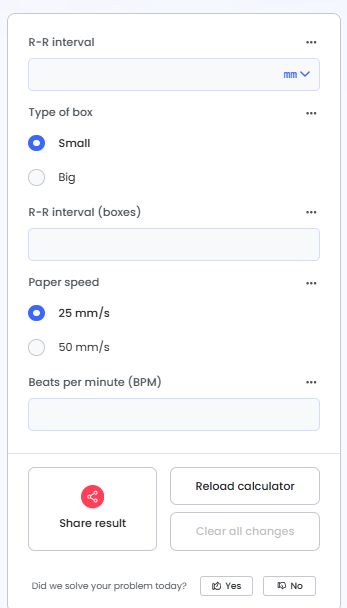 R-R interval
mm
Type of box
Small
Big
R-R interval (boxes)
Paper speed
25 mm/s
50 mm/s
Beats per minute (BPM)
Share result
Reload calculator
Clear all changes
Did we solve your problem today? Yes No